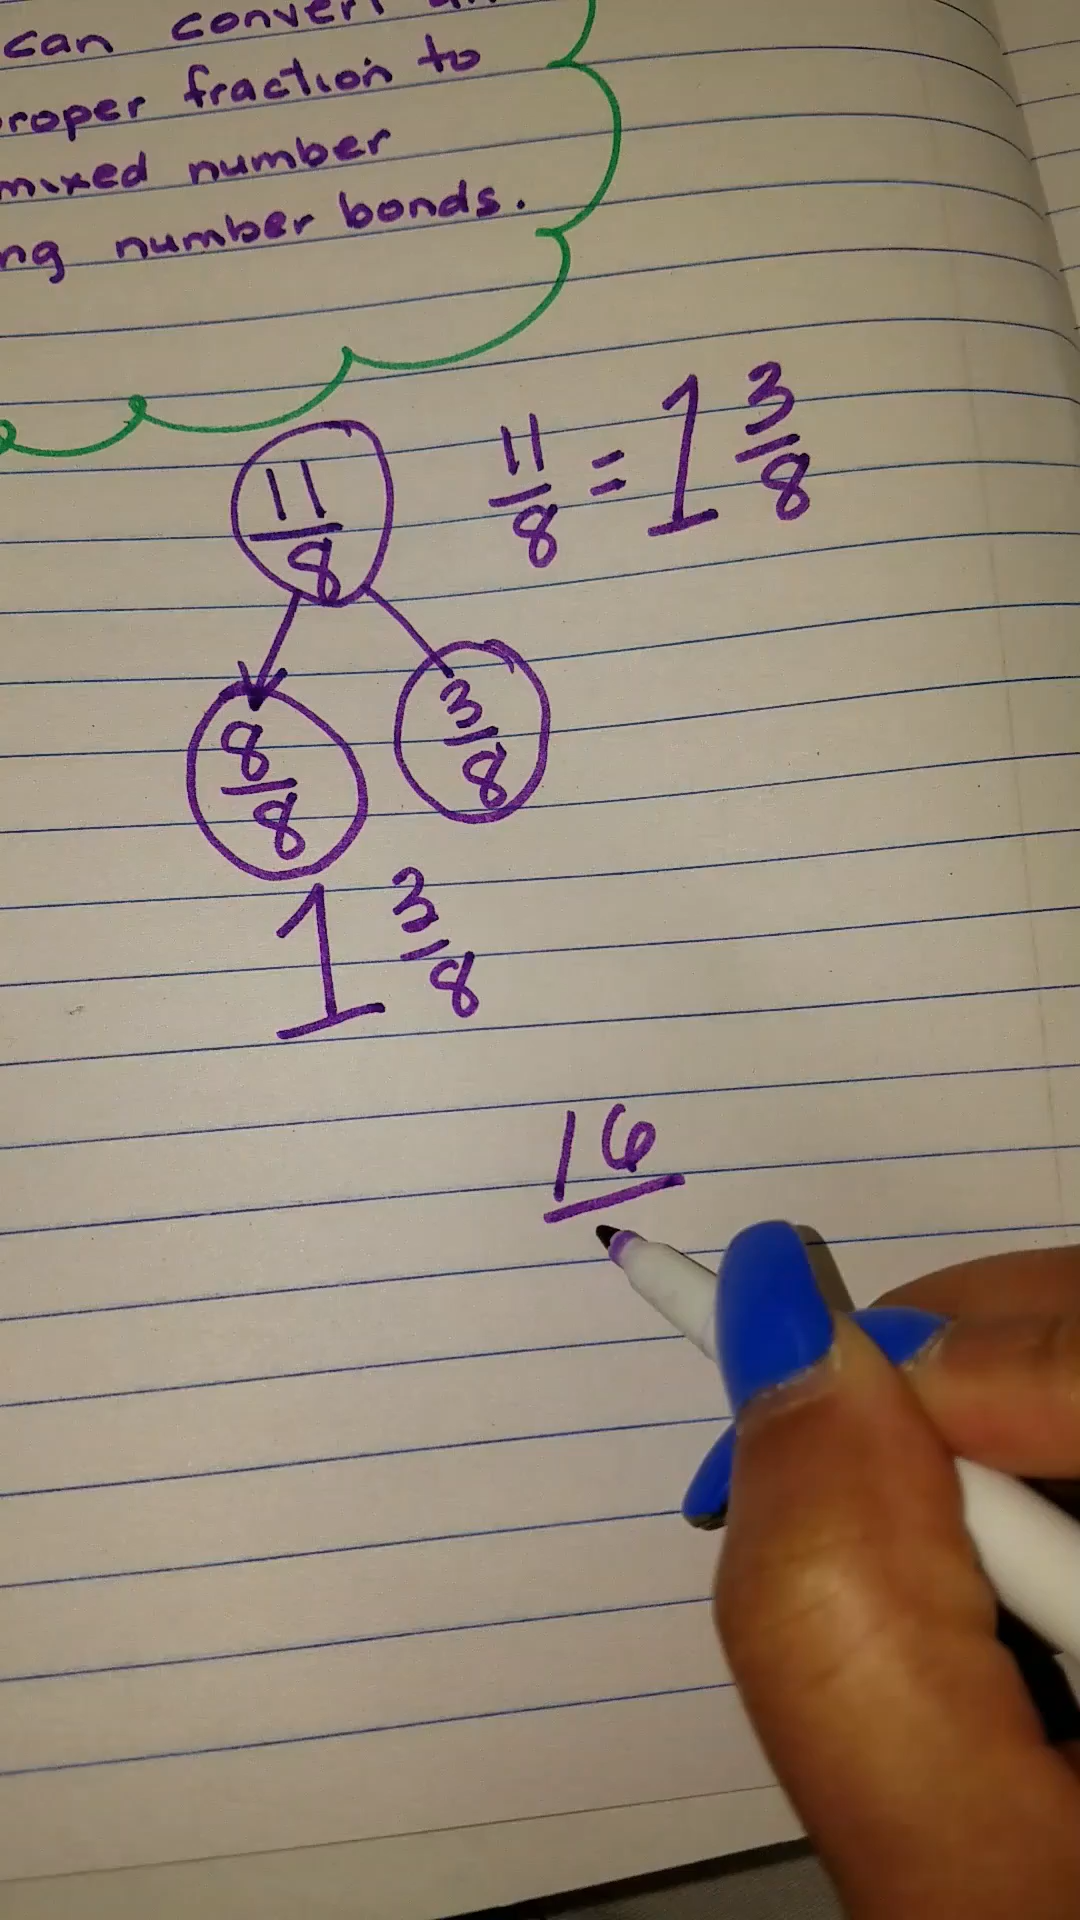 can convert an
roper fraction to
mixed number
ng number bonds.
11/8 11/8 = 1 3/8
8/8 3/8
1 3/8
16